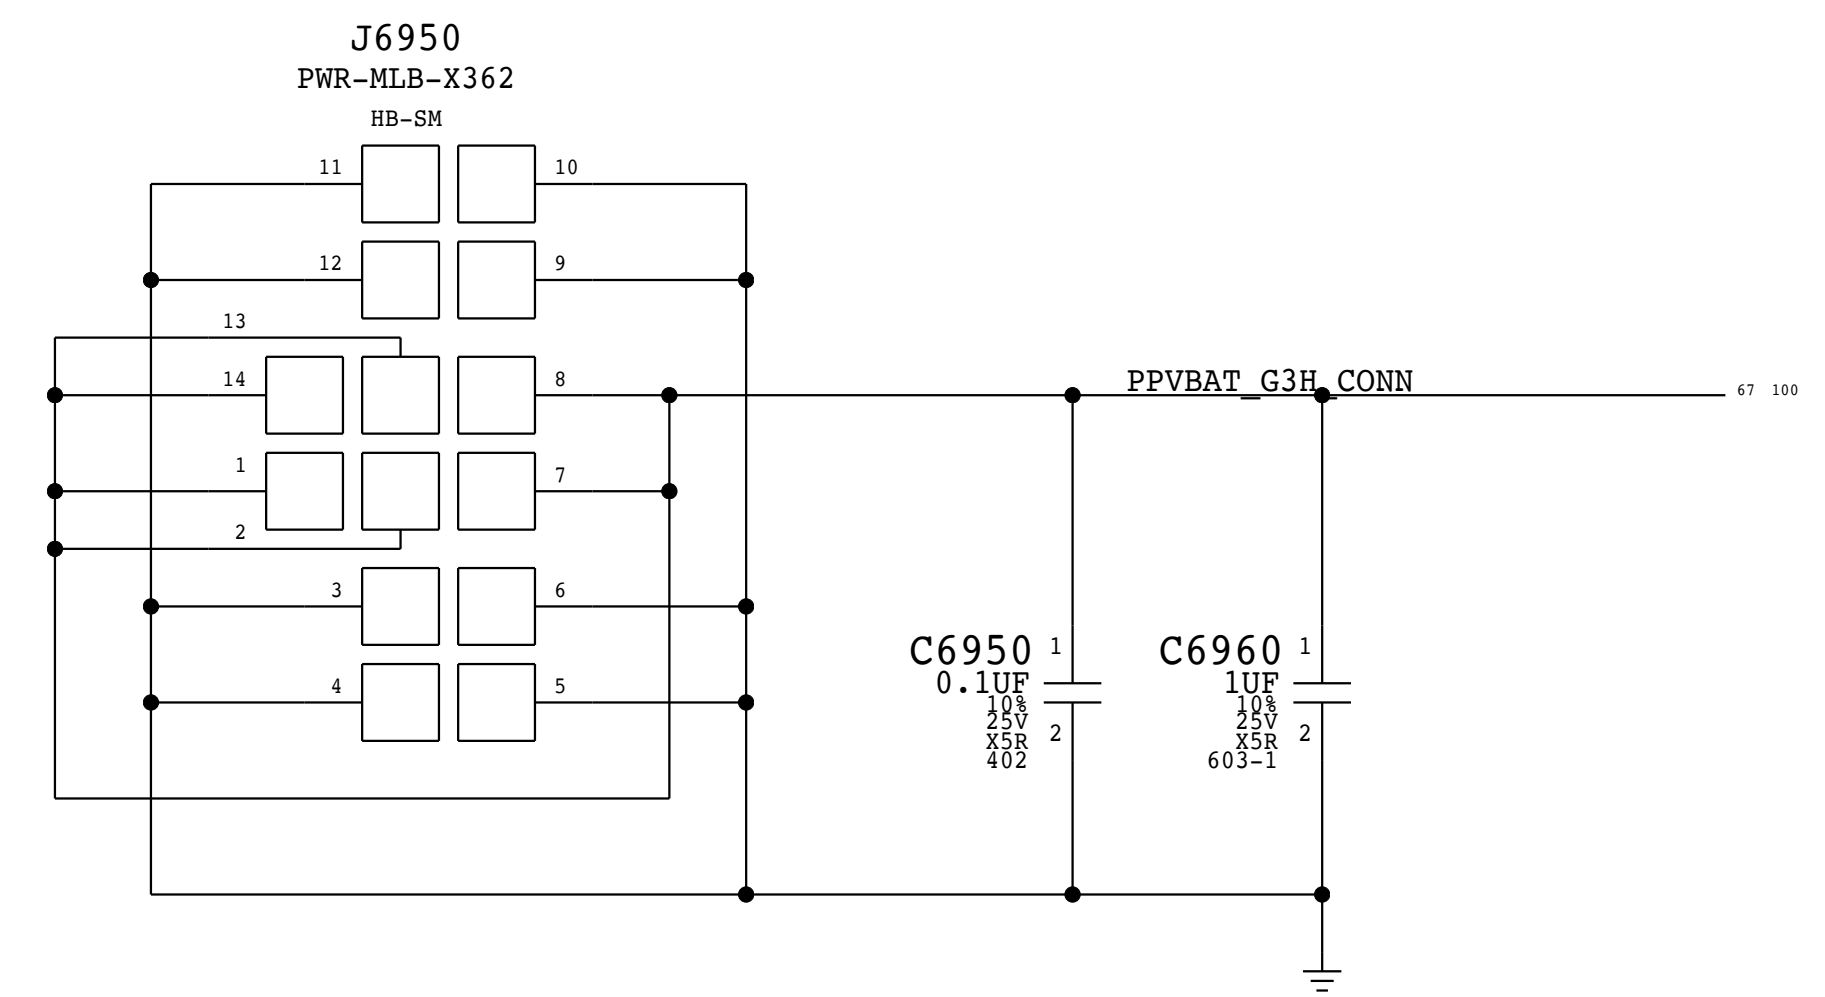 J6950
PWR-MLB-X362
HB-SM
11
10
12
9
13
14
8
PPVBAT_G3H_CONN
67 100
1
7
2
3
6
4
5
C6950
1
0.1UF
10%
25V
X5R
402
2
C6960
1
1UF
10%
25V
X5R
603-1
2